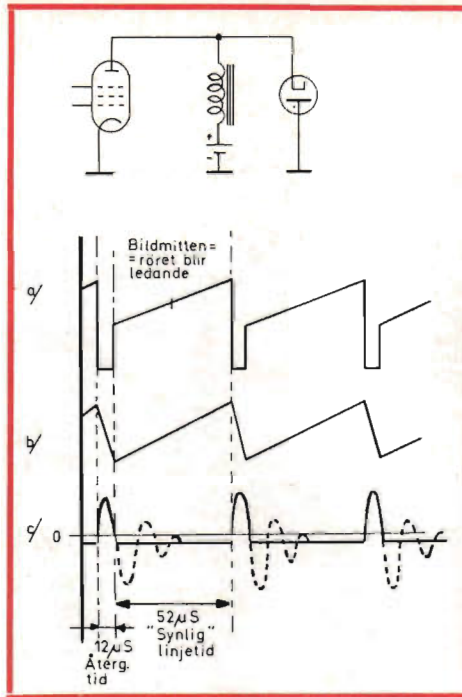 +
-
Bildmitten=
=röret blir
ledande
a/
b/
c/ 0
52µS
"Synlig"
linjetid
12µS
Återg.
tid